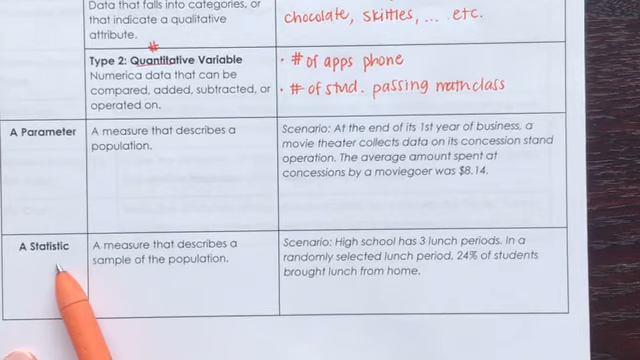 Data that falls into categories, or
that indicate a qualitative
attribute.
chocolate, skittles, ... etc.
#
Type 2: Quantitative Variable
Numerica data that can be
compared, added, subtracted, or
operated on.
• # of apps phone
• # of stud. passing math class
A Parameter
A measure that describes a
population.
Scenario: At the end of its 1st year of business, a
movie theater collects data on its concession stand
operation. The average amount spent at
concessions by a moviegoer was $8.14.
A Statistic
A measure that describes a
sample of the population.
Scenario: High school has 3 lunch periods. In a
randomly selected lunch period, 24% of students
brought lunch from home.